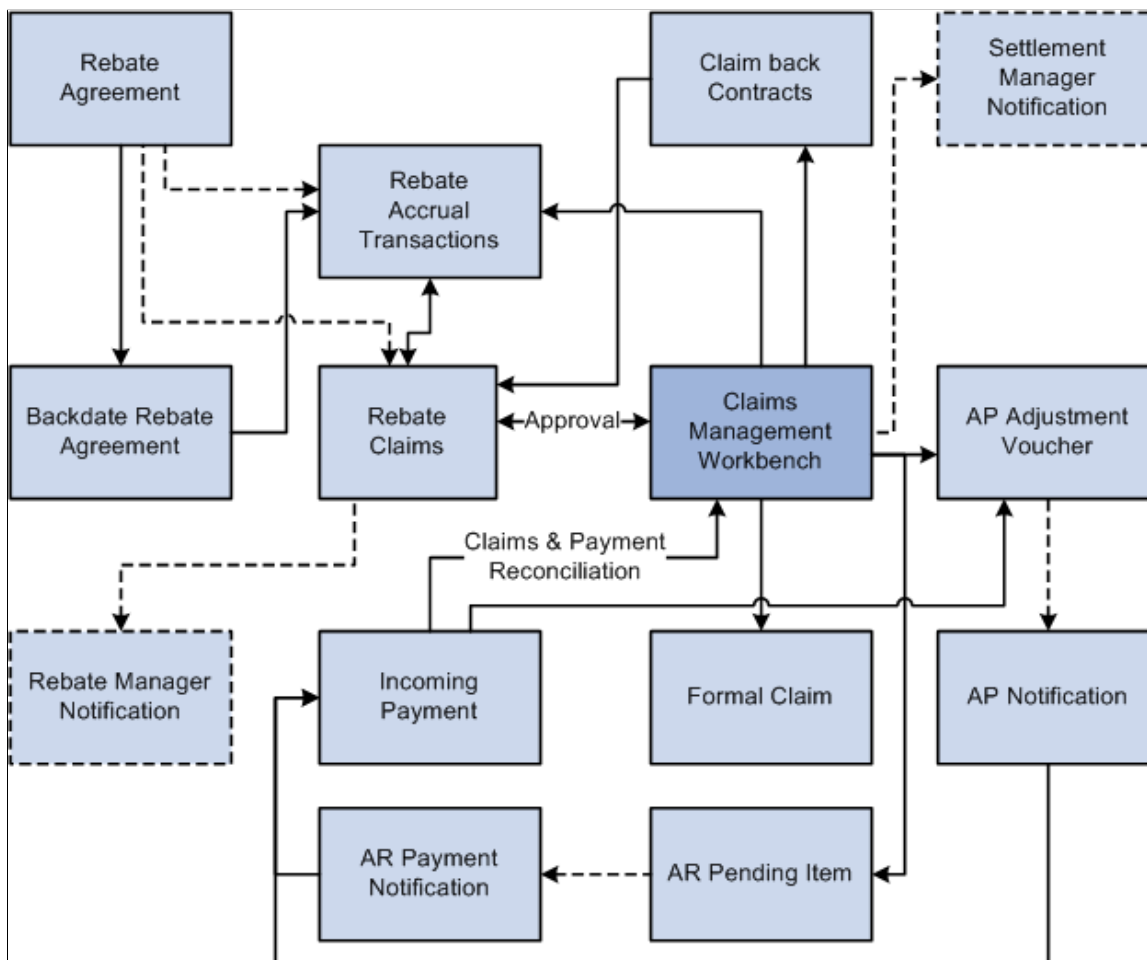 Rebate
Agreement
Claim back
Contracts
Settlement
Manager
Notification
Rebate
Accrual
Transactions
Backdate Rebate
Agreement
Rebate
Claims
Approval
Claims
Management
Workbench
AP Adjustment
Voucher
Claims & Payment
Reconciliation
Rebate Manager
Notification
Incoming
Payment
Formal Claim
AP Notification
AR Payment
Notification
AR Pending Item